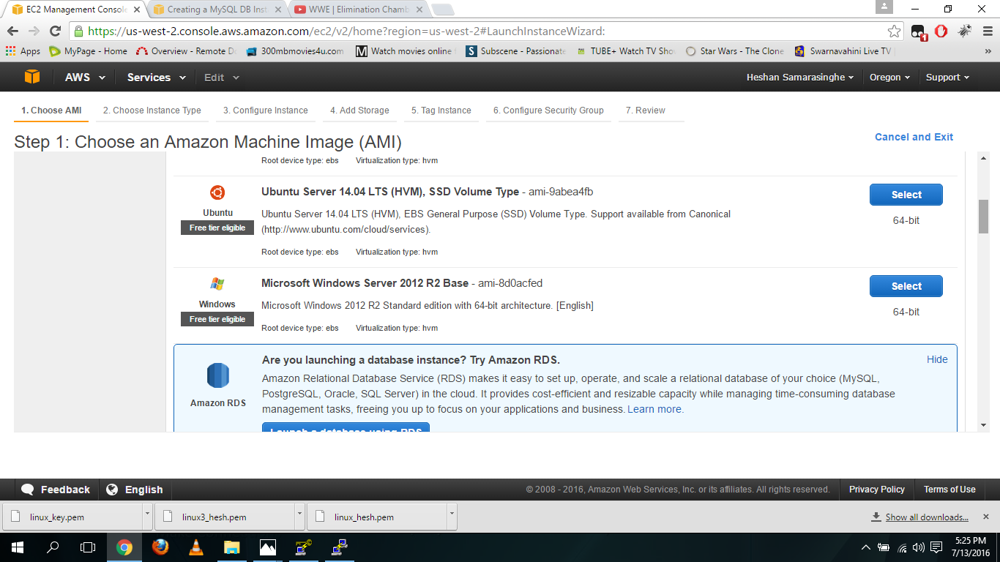 EC2 Management Console
Creating a MySQL DB Inst
WWE | Elimination Chamb
https://us-west-2.console.aws.amazon.com/ec2/v2/home?region=us-west-2#LaunchInstanceWizard:
1
Apps
MyPage - Home
Overview - Remote D
300mbmovies4u.com
Watch movies online f
Subscene - Passionate
TUBE+ Watch TV Show
Star Wars - The Clone
Swarnavahini Live TV |
»
AWS
Services
Edit
Heshan Samarasinghe
Oregon
Support
1. Choose AMI
2. Choose Instance Type
3. Configure Instance
4. Add Storage
5. Tag Instance
6. Configure Security Group
7. Review
Step 1: Choose an Amazon Machine Image (AMI)
Cancel and Exit
Root device type: ebs Virtualization type: hvm
Ubuntu
Free tier eligible
Ubuntu Server 14.04 LTS (HVM), SSD Volume Type - ami-9abea4fb
Ubuntu Server 14.04 LTS (HVM), EBS General Purpose (SSD) Volume Type. Support available from Canonical
(http://www.ubuntu.com/cloud/services).
Root device type: ebs Virtualization type: hvm
Select
64-bit
Windows
Free tier eligible
Microsoft Windows Server 2012 R2 Base - ami-8d0acfed
Microsoft Windows 2012 R2 Standard edition with 64-bit architecture. [English]
Root device type: ebs Virtualization type: hvm
Select
64-bit
Amazon RDS
Are you launching a database instance? Try Amazon RDS.
Hide
Amazon Relational Database Service (RDS) makes it easy to set up, operate, and scale a relational database of your choice (MySQL,
PostgreSQL, Oracle, SQL Server) in the cloud. It provides cost-efficient and resizable capacity while managing time-consuming database
management tasks, freeing you up to focus on your applications and business. Learn more.
Launch a database using RDS
Feedback
English
© 2008 - 2016, Amazon Web Services, Inc. or its affiliates. All rights reserved.
Privacy Policy
Terms of Use
linux_key.pem
linux3_hesh.pem
linux_hesh.pem
Show all downloads...
5:25 PM
7/13/2016